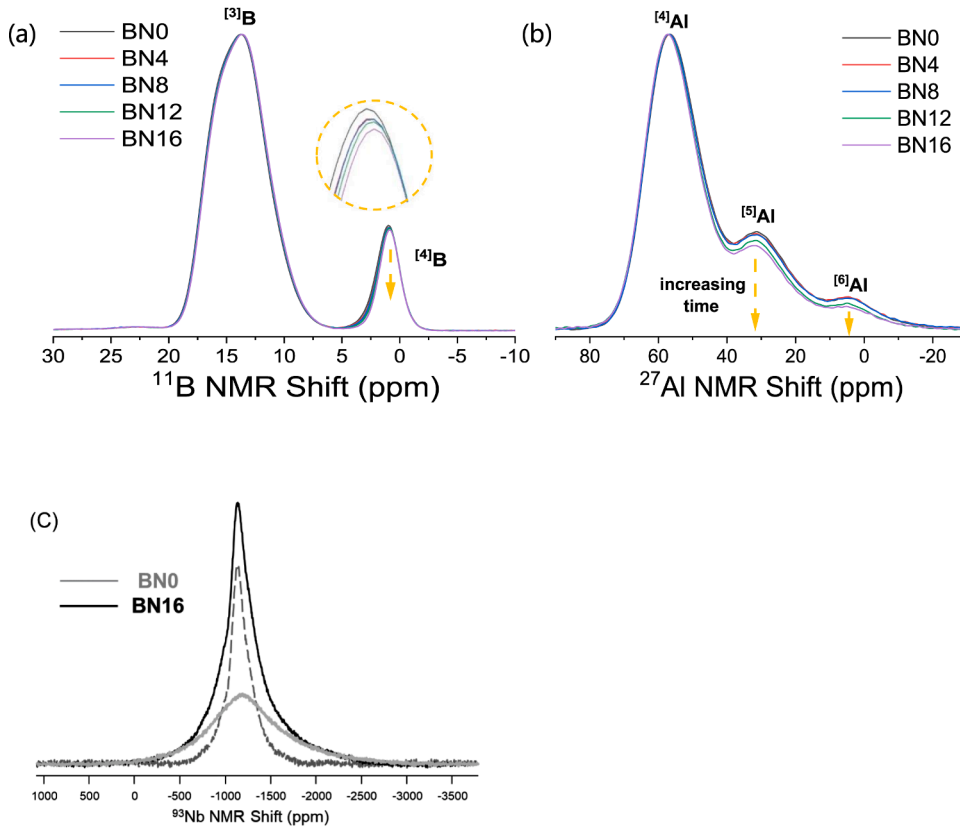 (a)
[3]B
BN0
BN4
BN8
BN12
BN16
[4]B
30 25 20 15 10 5 0 -5 -10
11B NMR Shift (ppm)
(b)
[4]Al
BN0
BN4
BN8
BN12
BN16
[5]Al
[6]Al
increasing
time
80 60 40 20 0 -20
27Al NMR Shift (ppm)
(C)
BN0
BN16
1000 500 0 -500 -1000 -1500 -2000 -2500 -3000 -3500
93Nb NMR Shift (ppm)